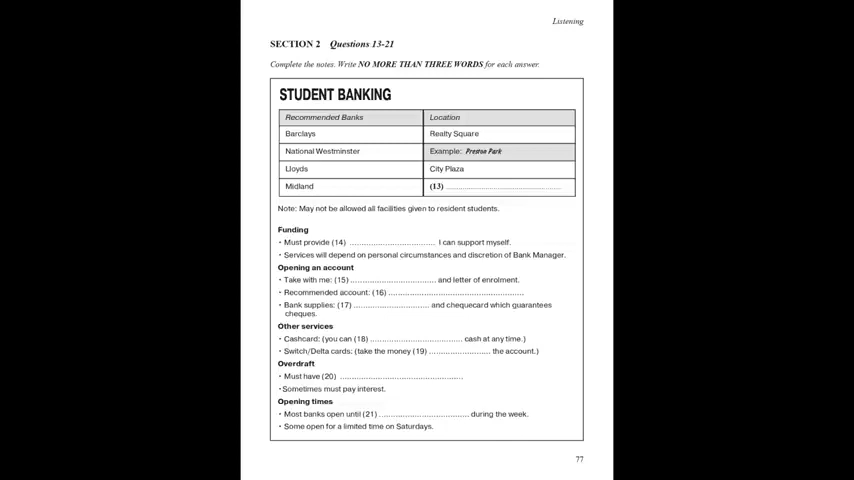 Listening
SECTION 2 Questions 13-21
Complete the notes. Write NO MORE THAN THREE WORDS for each answer.
STUDENT BANKING
Recommended Banks Location
Barclays Realty Square
National Westminster Example: Preston Park
Lloyds City Plaza
Midland (13) ..........................................
Note: May not be allowed all facilities given to resident students.
Funding
• Must provide (14) .................................. I can support myself.
• Services will depend on personal circumstances and discretion of Bank Manager.
Opening an account
• Take with me: (15) .................................. and letter of enrolment.
• Recommended account: (16) ......................................................
• Bank supplies: (17) .............................. and chequecard which guarantees
cheques.
Other services
• Cashcard: (you can (18) ..................................... cash at any time.)
• Switch/Delta cards: (take the money (19) ......................... the account.)
Overdraft
• Must have (20) .................................................
•Sometimes must pay interest.
Opening times
• Most banks open until (21) .................................... during the week.
• Some open for a limited time on Saturdays.
77